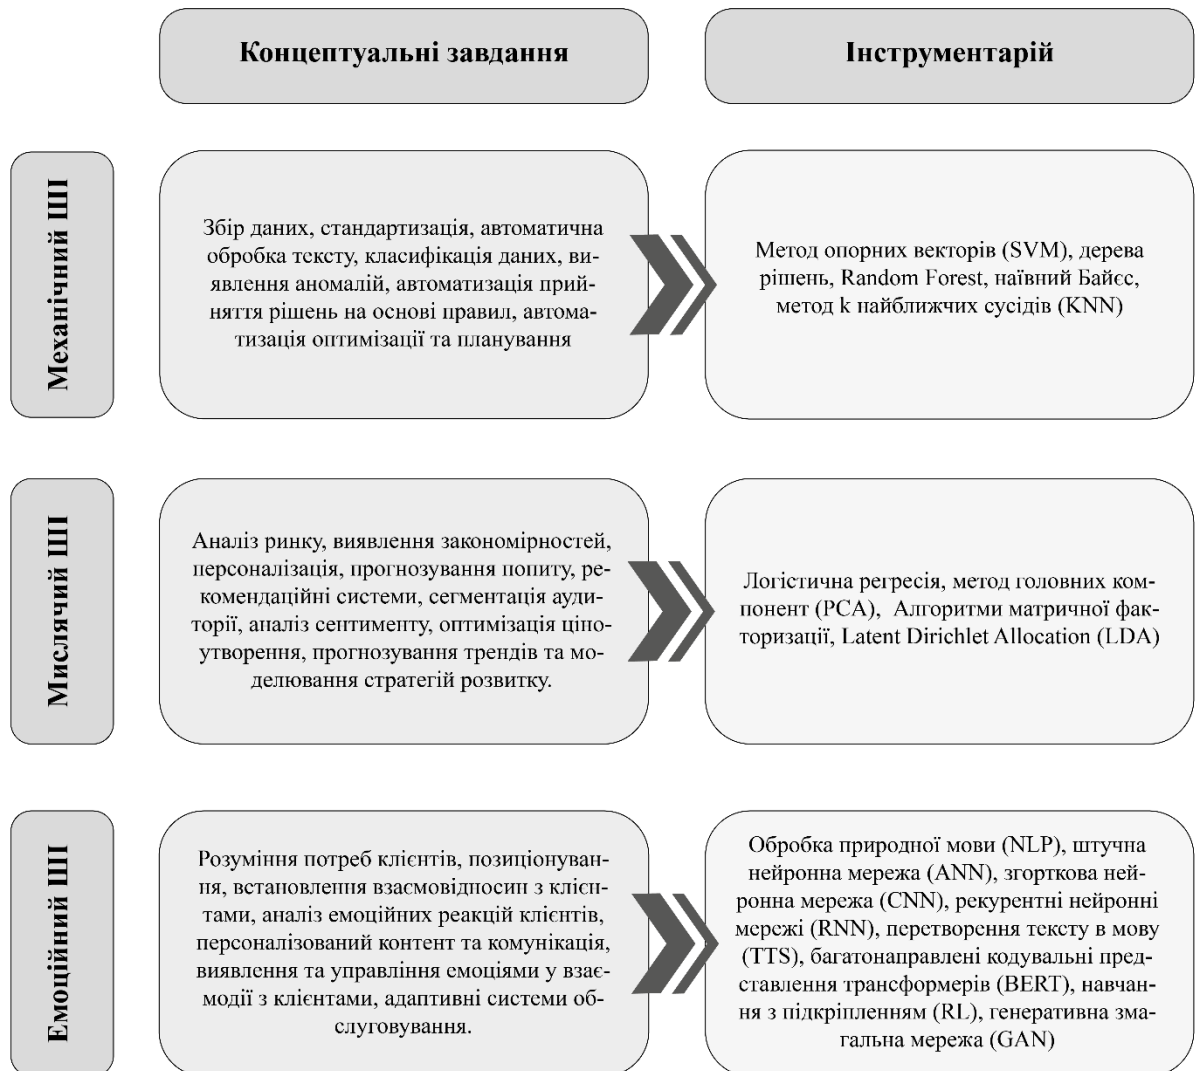 Концептуальні завдання
Інструментарій
Механічний ШІ
Збір даних, стандартизація, автоматична
обробка тексту, класифікація даних, ви-
явлення аномалій, автоматизація прий-
няття рішень на основі правил, автома-
тизація оптимізації та планування
Метод опорних векторів (SVM), дерева
рішень, Random Forest, наївний Байєс,
метод k найближчих сусідів (KNN)
Мислячий ШІ
Аналіз ринку, виявлення закономірностей,
персоналізація, прогнозування попиту, ре-
комендаційні системи, сегментація ауди-
торії, аналіз сентименту, оптимізація ціно-
утворення, прогнозування трендів та мо-
делювання стратегій розвитку.
Логістична регресія, метод головних ком-
понент (PCA), Алгоритми матричної фак-
торизації, Latent Dirichlet Allocation (LDA)
Емоційний ШІ
Розуміння потреб клієнтів, позиціонуван-
ня, встановлення взаємовідносин з клієн-
тами, аналіз емоційних реакцій клієнтів,
персоналізований контент та комунікація,
виявлення та управління емоціями у взає-
модії з клієнтами, адаптивні системи об-
слуговування.
Обробка природної мови (NLP), штучна
нейронна мережа (ANN), згорткова ней-
ронна мережа (CNN), рекурентні нейронні
мережі (RNN), перетворення тексту в мову
(TTS), багатонаправлені кодувальні пред-
ставлення трансформерів (BERT), навчан-
ня з підкріпленням (RL), генеративна зма-
гальна мережа (GAN)